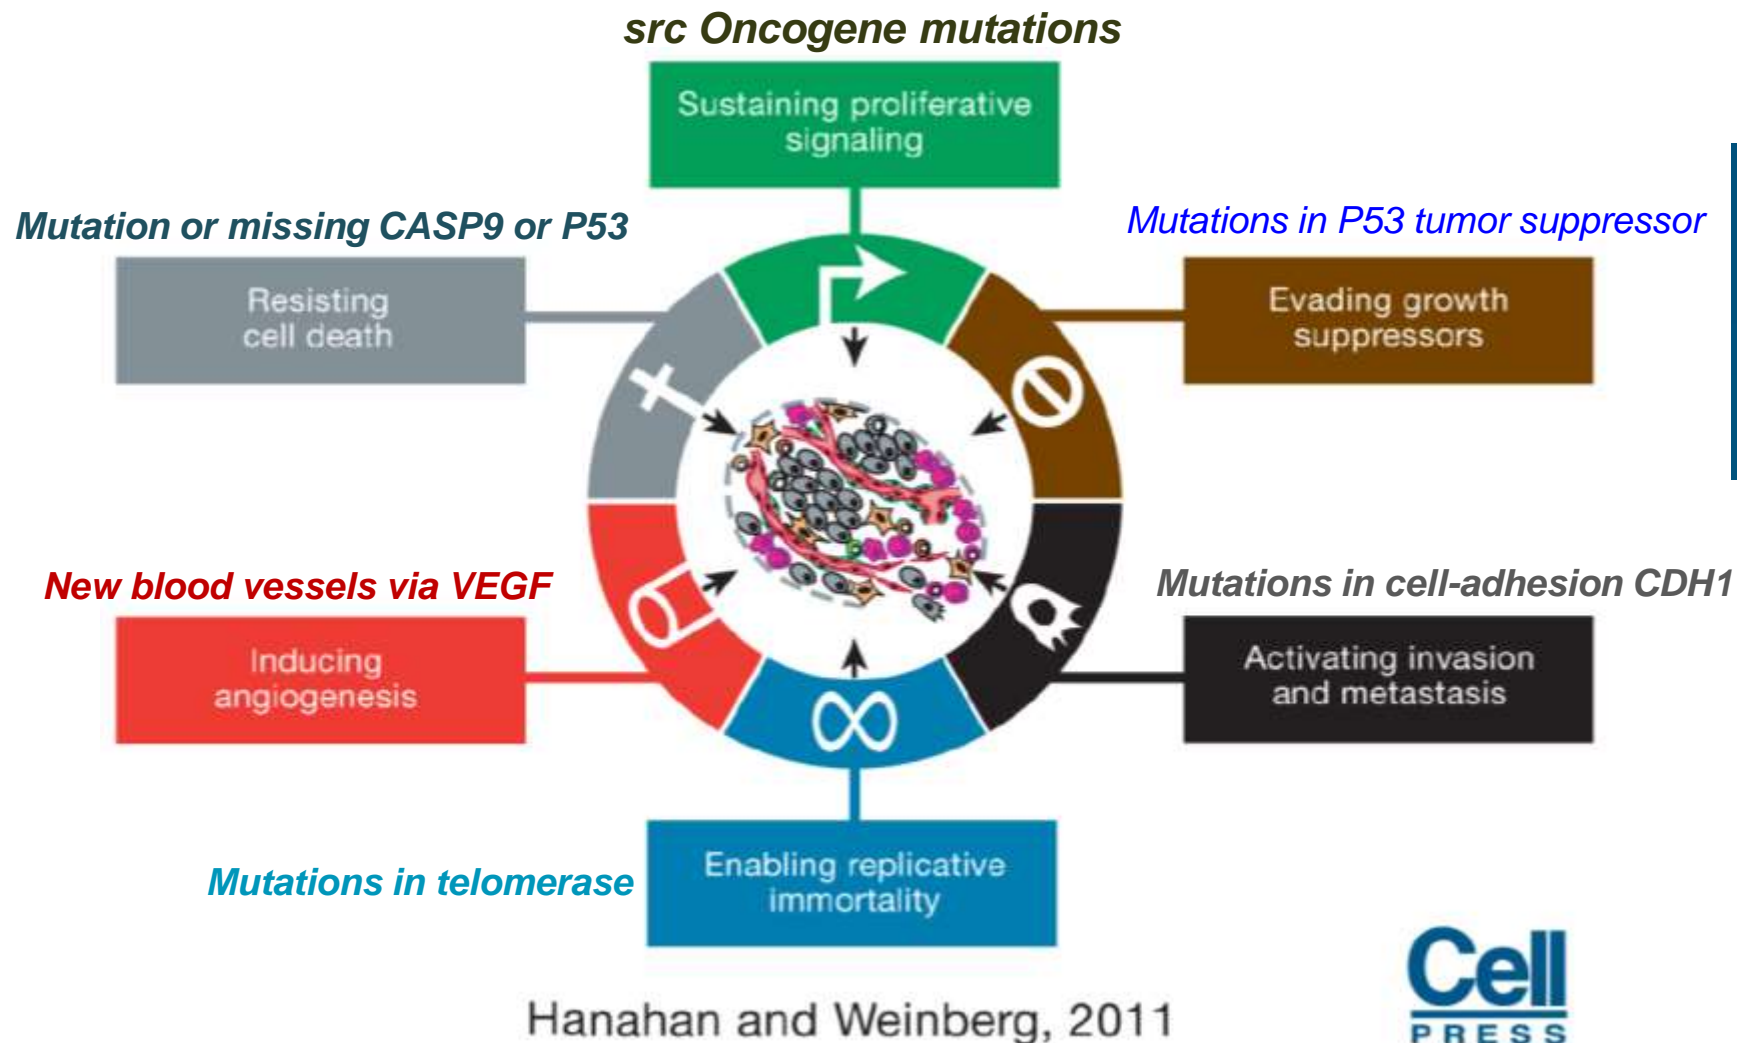 src Oncogene mutations
Sustaining proliferative
signaling
Mutation or missing CASP9 or P53
Resisting
cell death
Mutations in P53 tumor suppressor
Evading growth
suppressors
New blood vessels via VEGF
Inducing
angiogenesis
Mutations in cell-adhesion CDH1
Activating invasion
and metastasis
Mutations in telomerase
Enabling replicative
immortality
Hanahan and Weinberg, 2011
Cell
PRESS